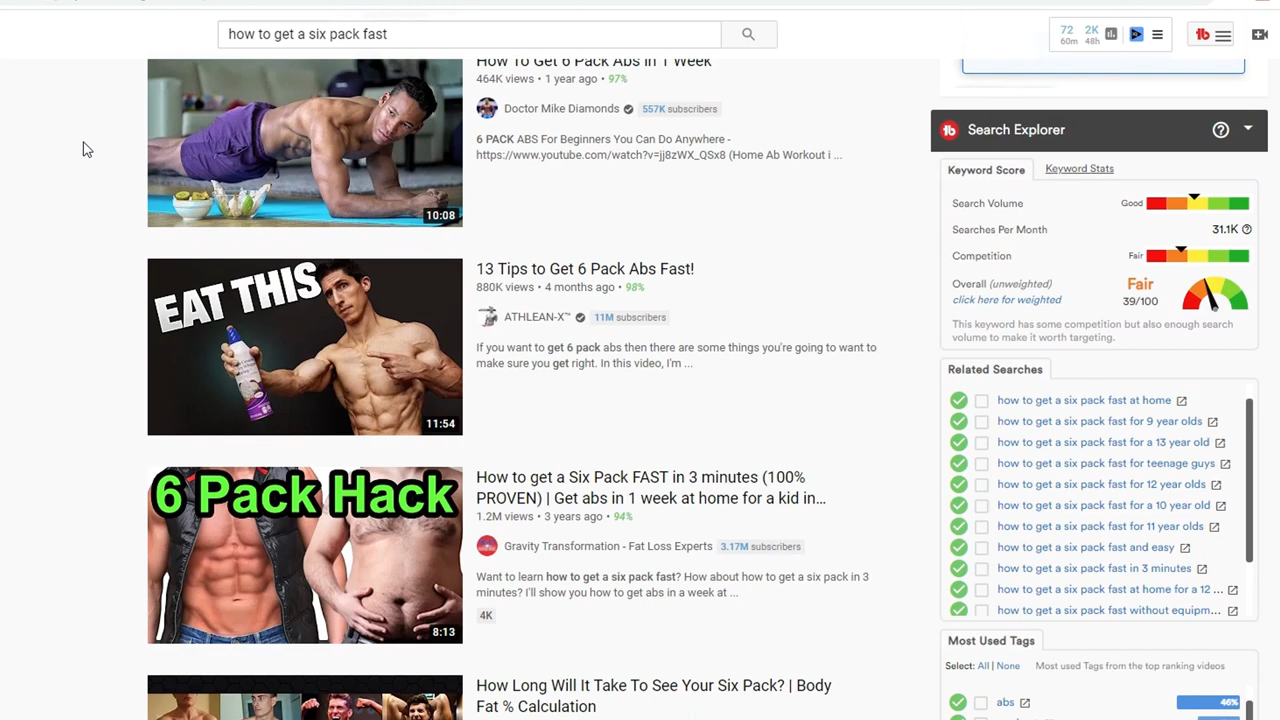 how to get a six pack fast
72
60m
2K
48h
How To Get 6 Pack Abs In 1 Week
464K views • 1 year ago • 97%
Doctor Mike Diamonds
557K subscribers
6 PACK ABS For Beginners You Can Do Anywhere -
https://www.youtube.com/watch?v=jj8zWX_QSx8 (Home Ab Workout i ...
10:08
EAT THIS
11:54
13 Tips to Get 6 Pack Abs Fast!
880K views • 4 months ago • 98%
ATHLEAN-X™
11M subscribers
If you want to get 6 pack abs then there are some things you're going to want to
make sure you get right. In this video, I'm ...
6 Pack Hack
8:13
How to get a Six Pack FAST in 3 minutes (100%
PROVEN) | Get abs in 1 week at home for a kid in...
1.2M views • 3 years ago • 94%
Gravity Transformation - Fat Loss Experts
3.17M subscribers
Want to learn how to get a six pack fast? How about how to get a six pack in 3
minutes? I'll show you how to get abs in a week at ...
4K
How Long Will It Take To See Your Six Pack? | Body
Fat % Calculation
tb
tb
Search Explorer
Keyword Score
Keyword Stats
Search Volume
Good
Searches Per Month
31.1K
Competition
Fair
Overall (unweighted)
click here for weighted
Fair
39/100
This keyword has some competition but also enough search
volume to make it worth targeting.
Related Searches
how to get a six pack fast at home
how to get a six pack fast for 9 year olds
how to get a six pack fast for a 13 year old
how to get a six pack fast for teenage guys
how to get a six pack fast for 12 year olds
how to get a six pack fast for a 10 year old
how to get a six pack fast for 11 year olds
how to get a six pack fast and easy
how to get a six pack fast in 3 minutes
how to get a six pack fast at home for a 12 ...
how to get a six pack fast without equipm...
Most Used Tags
Select: All | None
Most used Tags from the top ranking videos
abs
46%